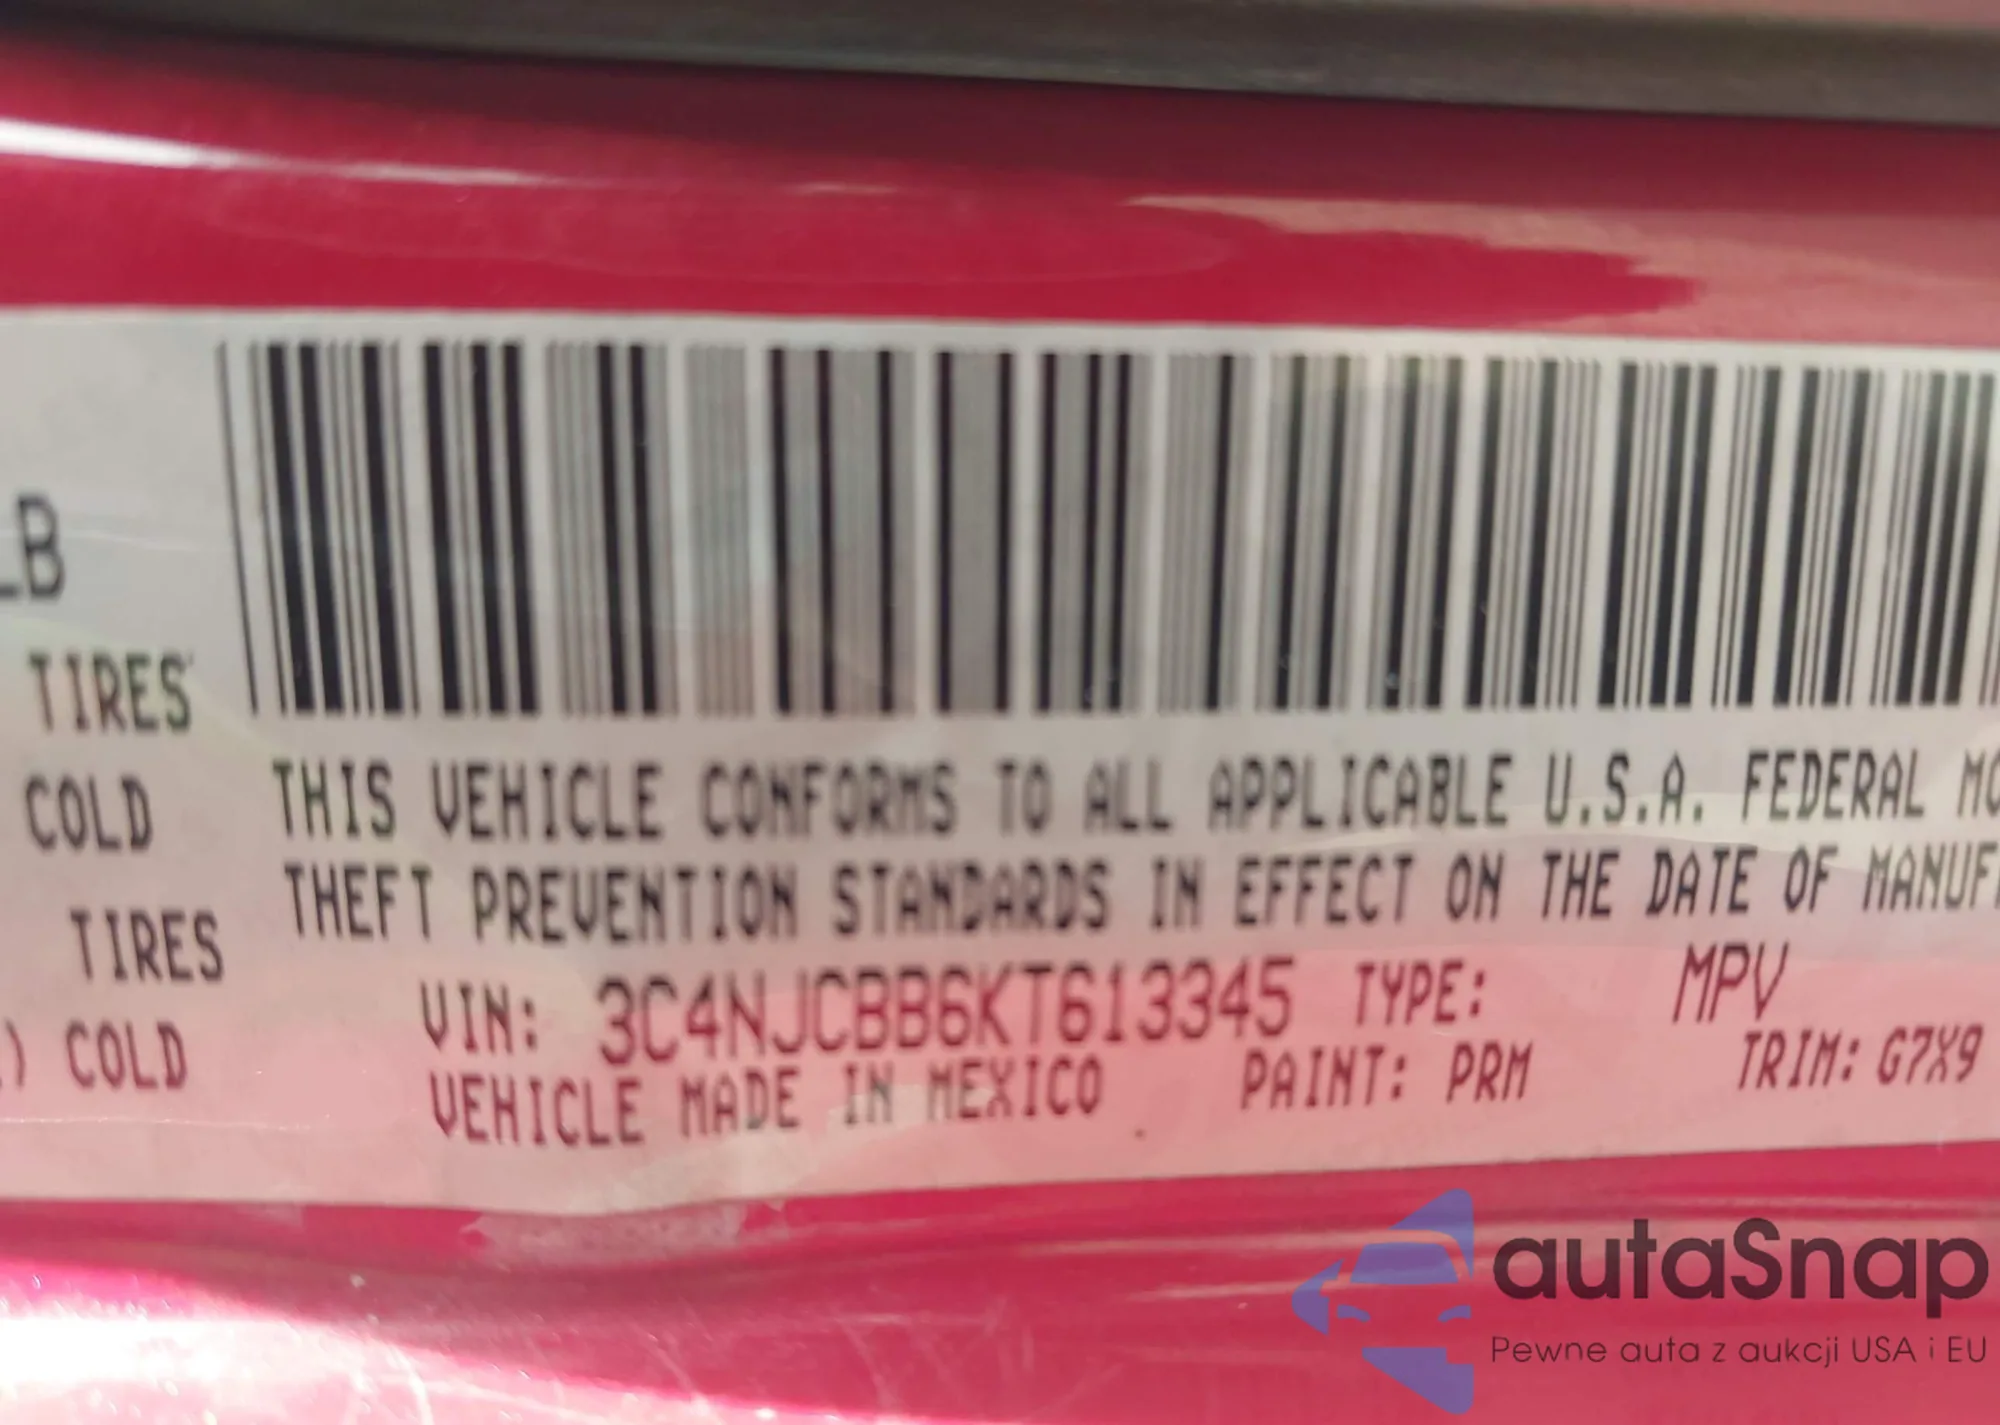 LB
TIRES
COLD
TIRES
) COLD
THIS VEHICLE CONFORMS TO ALL APPLICABLE U.S.A. FEDERAL MO
THEFT PREVENTION STANDARDS IN EFFECT ON THE DATE OF MANUF
VIN: 3C4NJCBB6KT613345 TYPE: MPV
VEHICLE MADE IN MEXICO PAINT: PRM TRIM: G7X9
autaSnap
Pewne auta z aukcji USA i EU